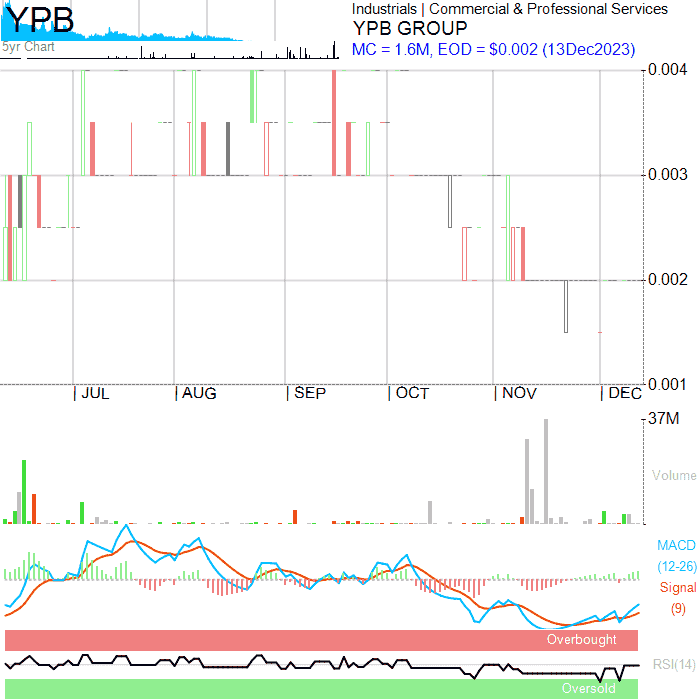 YPB
5yr Chart
Industrials | Commercial & Professional Services
YPB GROUP
MC = 1.6M, EOD = $0.002 (13Dec2023)
0.004
0.003
0.002
0.001
| JUL | AUG | SEP | OCT | NOV | DEC
37M
Volume
MACD
(12-26)
Signal
(9)
Overbought
RSI(14)
Oversold